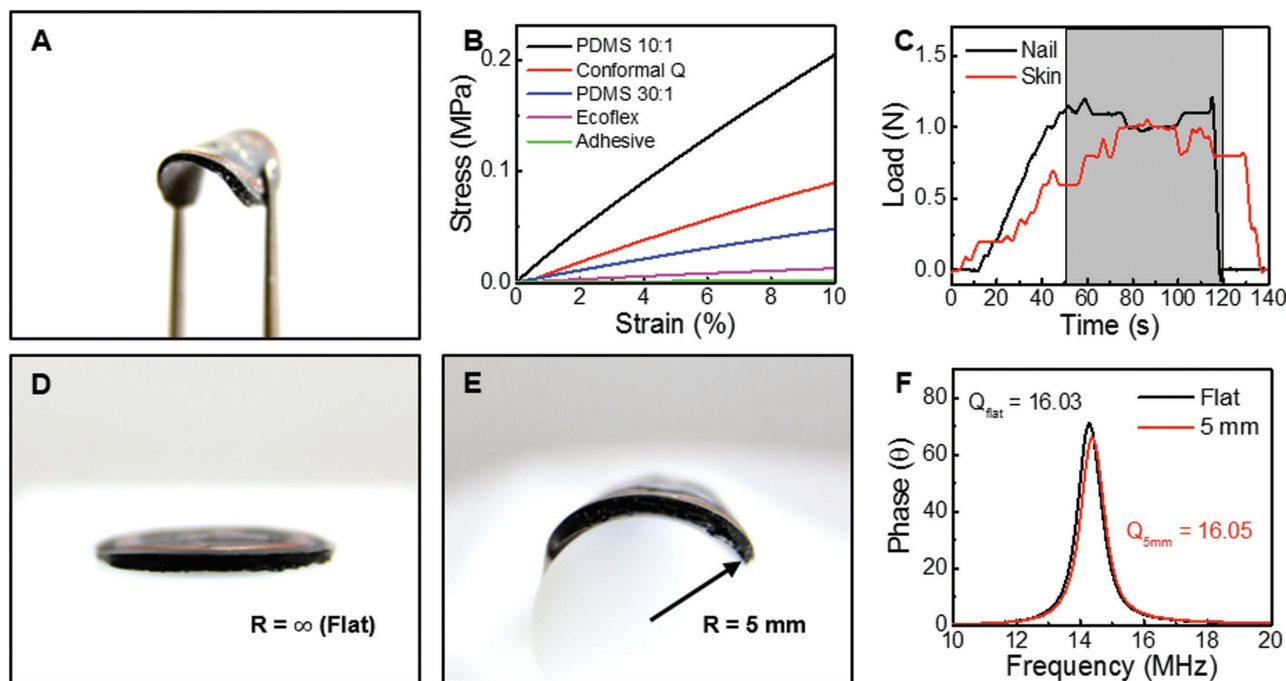 A
B
PDMS 10:1
Conformal Q
PDMS 30:1
Ecoflex
Adhesive
Stress (MPa)
0.2
0.1
0.0
0 2 4 6 8 10
Strain (%)
C
Nail
Skin
Load (N)
1.5
1.0
0.5
0.0
0 20 40 60 80 100 120 140
Time (s)
D
R = ∞ (Flat)
E
R = 5 mm
F
Q_flat = 16.03
Flat
5 mm
Q_5mm = 16.05
Phase (θ)
80
60
40
20
0
10 12 14 16 18 20
Frequency (MHz)